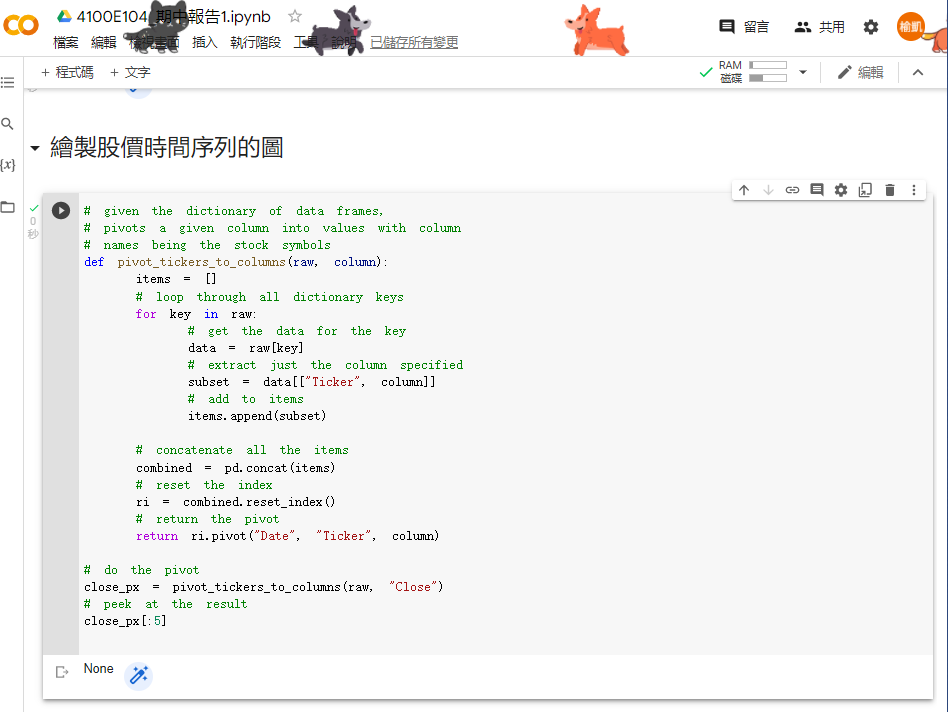 4100E104_期中報告1.ipynb
留言 共用 榆凱
檔案 編輯 檢視畫面 插入 執行階段 工具 說明 已儲存所有變更
+ 程式碼 + 文字 RAM 磁碟 編輯
繪製股價時間序列的圖
{x}
0
秒
# given the dictionary of data frames,
# pivots a given column into values with column
# names being the stock symbols
def pivot_tickers_to_columns(raw, column):
items = []
# loop through all dictionary keys
for key in raw:
# get the data for the key
data = raw[key]
# extract just the column specified
subset = data[["Ticker", column]]
# add to items
items.append(subset)
# concatenate all the items
combined = pd.concat(items)
# reset the index
ri = combined.reset_index()
# return the pivot
return ri.pivot("Date", "Ticker", column)
# do the pivot
close_px = pivot_tickers_to_columns(raw, "Close")
# peek at the result
close_px[:5]
None